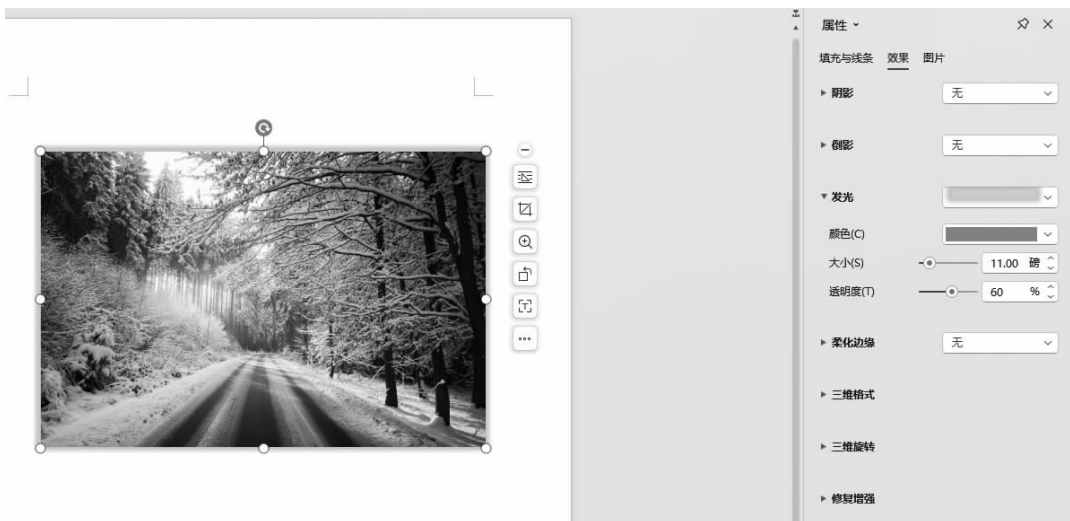 属性
填充与线条 效果 图片
阴影 无
倒影 无
发光
颜色(C)
大小(S) 11.00 磅
透明度(T) 60 %
柔化边缘 无
三维格式
三维旋转
修复增强